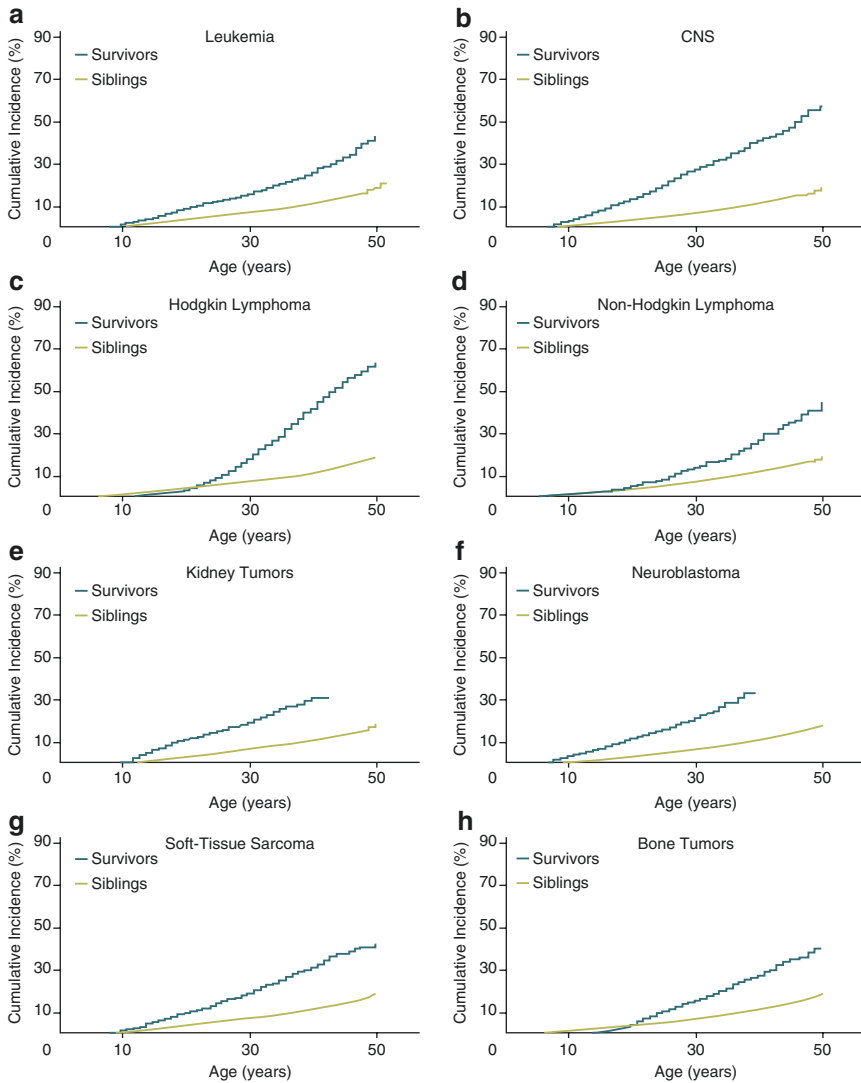 a
Leukemia
Cumulative Incidence (%)
90
70
50
30
10
0
Survivors
Siblings
10 30 50
Age (years)
b
CNS
Cumulative Incidence (%)
90
70
50
30
10
0
Survivors
Siblings
10 30 50
Age (years)
c
Hodgkin Lymphoma
Cumulative Incidence (%)
90
70
50
30
10
0
Survivors
Siblings
10 30 50
Age (years)
d
Non-Hodgkin Lymphoma
Cumulative Incidence (%)
90
70
50
30
10
0
Survivors
Siblings
10 30 50
Age (years)
e
Kidney Tumors
Cumulative Incidence (%)
90
70
50
30
10
0
Survivors
Siblings
10 30 50
Age (years)
f
Neuroblastoma
Cumulative Incidence (%)
90
70
50
30
10
0
Survivors
Siblings
10 30 50
Age (years)
g
Soft-Tissue Sarcoma
Cumulative Incidence (%)
90
70
50
30
10
0
Survivors
Siblings
10 30 50
Age (years)
h
Bone Tumors
Cumulative Incidence (%)
90
70
50
30
10
0
Survivors
Siblings
10 30 50
Age (years)